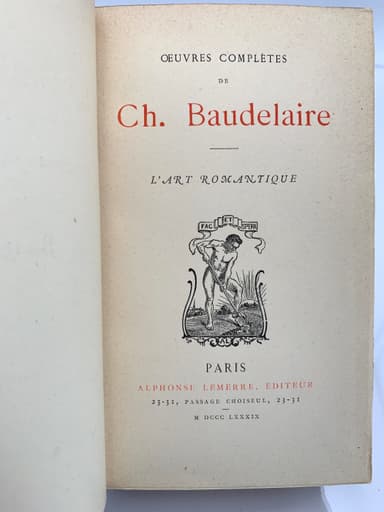 ŒUVRES COMPLÈTES
DE
Ch. Baudelaire
L'ART ROMANTIQUE
FAC ET SPERA
AL
PARIS
ALPHONSE LEMERRE, ÉDITEUR
23-31, PASSAGE CHOISEUL, 23-31
M DCCC LXXXIX